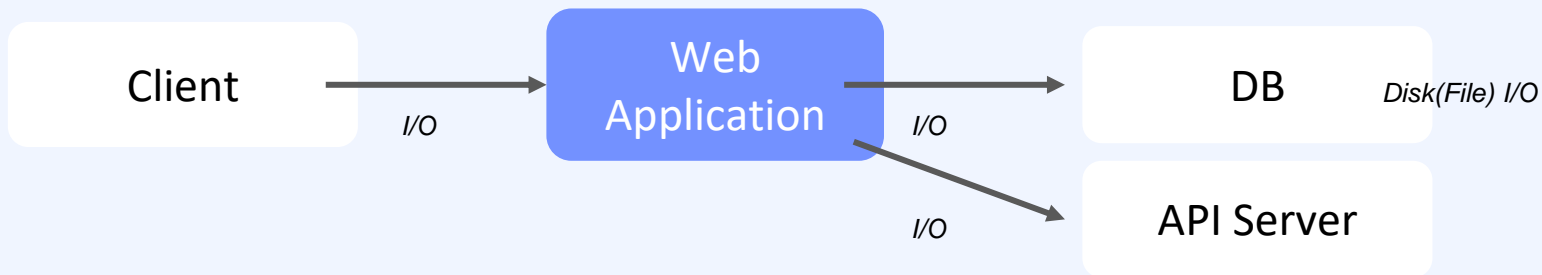 Client
I/O
Web
Application
I/O
I/O
DB
Disk(File) I/O
API Server